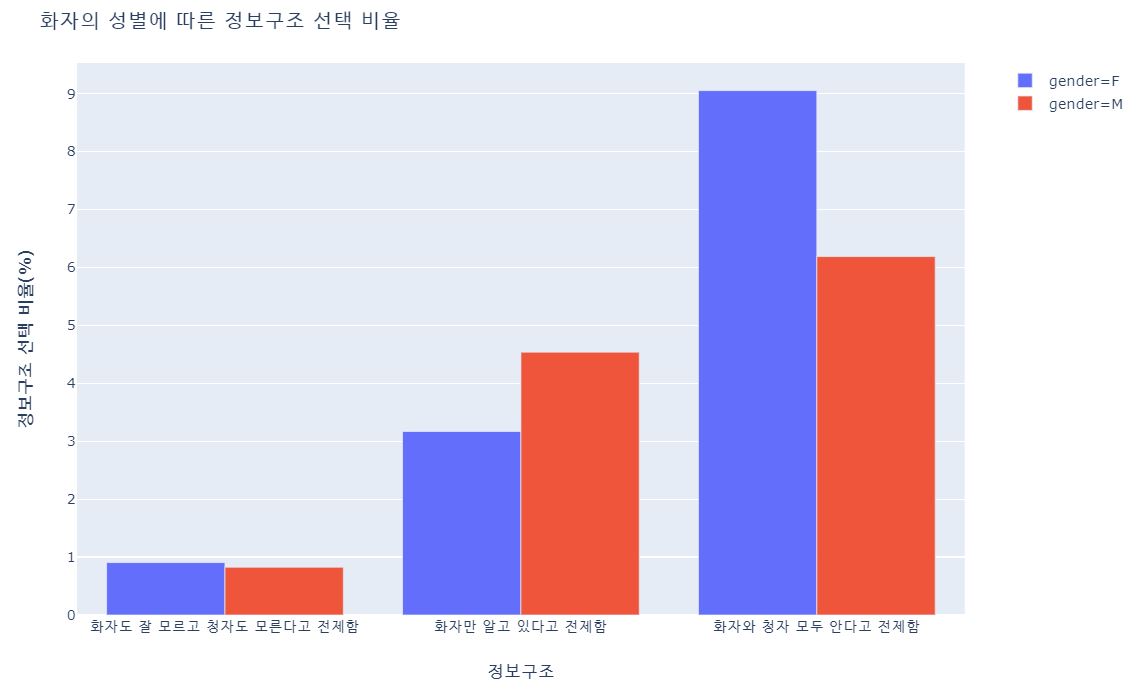 화자의 성별에 따른 정보구조 선택 비율
gender=F
gender=M
정보구조 선택 비율(%)
9
8
7
6
5
4
3
2
1
0
화자도 잘 모르고 청자도 모른다고 전제함
화자만 알고 있다고 전제함
화자와 청자 모두 안다고 전제함
정보구조